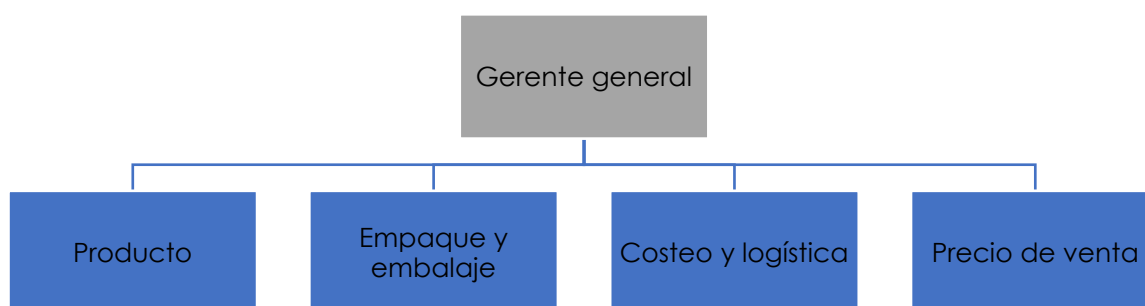 Gerente general
Producto
Empaque y
embalaje
Costeo y logística
Precio de venta